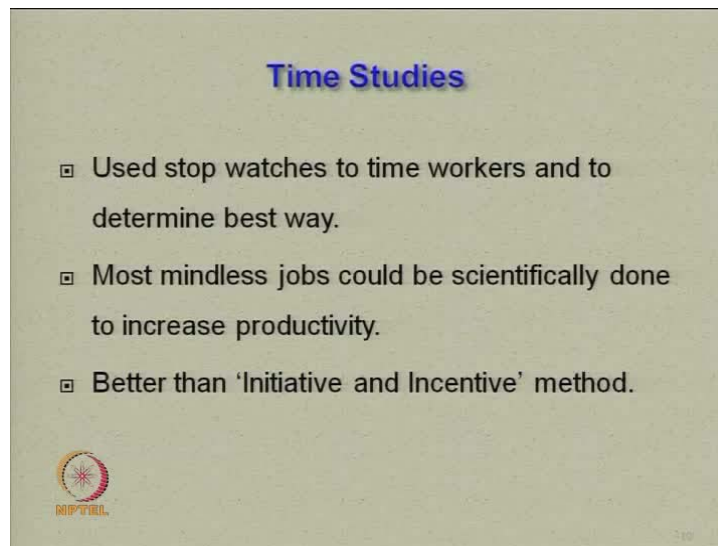 Time Studies
Used stop watches to time workers and to
determine best way.
Most mindless jobs could be scientifically done
to increase productivity.
Better than ‘Initiative and Incentive’ method.
NPTEL